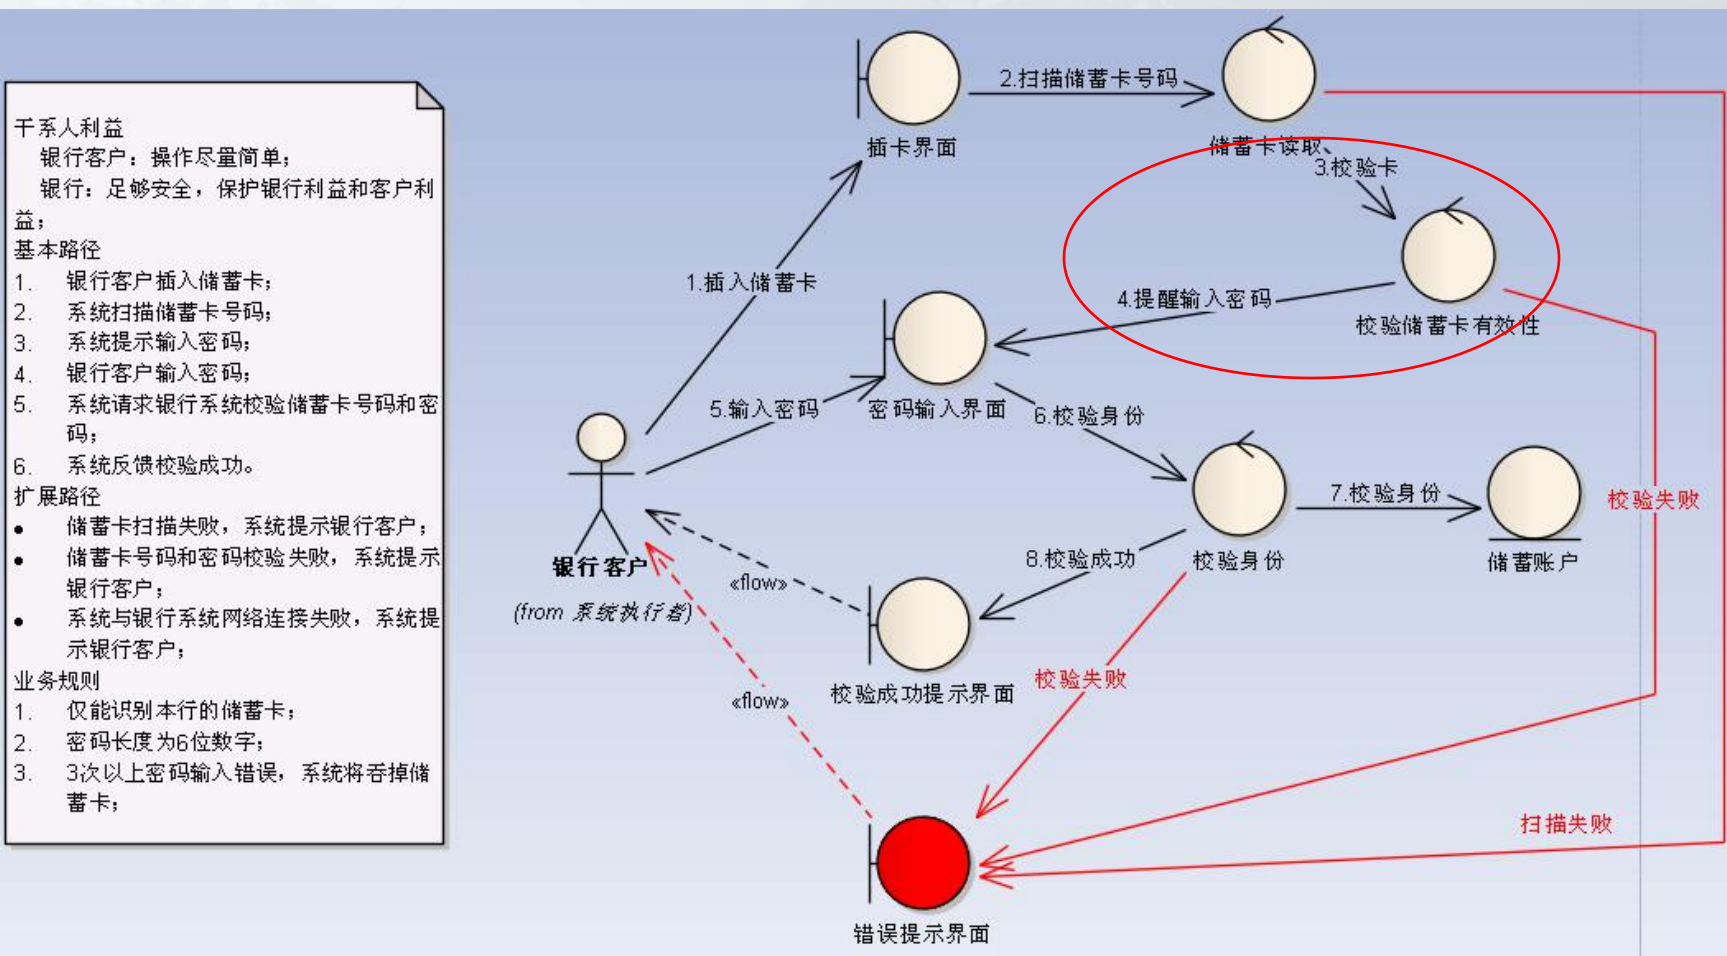 干系人利益
银行客户：操作尽量简单；
银行：足够安全，保护银行利益和客户利
益；
基本路径
1. 银行客户插入储蓄卡；
2. 系统扫描储蓄卡号码；
3. 系统提示输入密码；
4. 银行客户输入密码；
5. 系统请求银行系统校验储蓄卡号码和密
码；
6. 系统反馈校验成功。
扩展路径
• 储蓄卡扫描失败，系统提示银行客户；
• 储蓄卡号码和密码校验失败，系统提示
银行客户；
• 系统与银行系统网络连接失败，系统提
示银行客户；
业务规则
1. 仅能识别本行的储蓄卡；
2. 密码长度为6位数字；
3. 3次以上密码输入错误，系统将吞掉储
蓄卡；
2.扫描储蓄卡号码
插卡界面
储蓄卡读取、
3.校验卡
1.插入储蓄卡
4.提醒输入密码
校验储蓄卡有效性
5.输入密码
密码输入界面
6.校验身份
7.校验身份
校验失败
银行客户
(from 系统执行者)
«flow»
8.校验成功
校验身份
储蓄账户
«flow»
校验成功提示界面
校验失败
扫描失败
错误提示界面